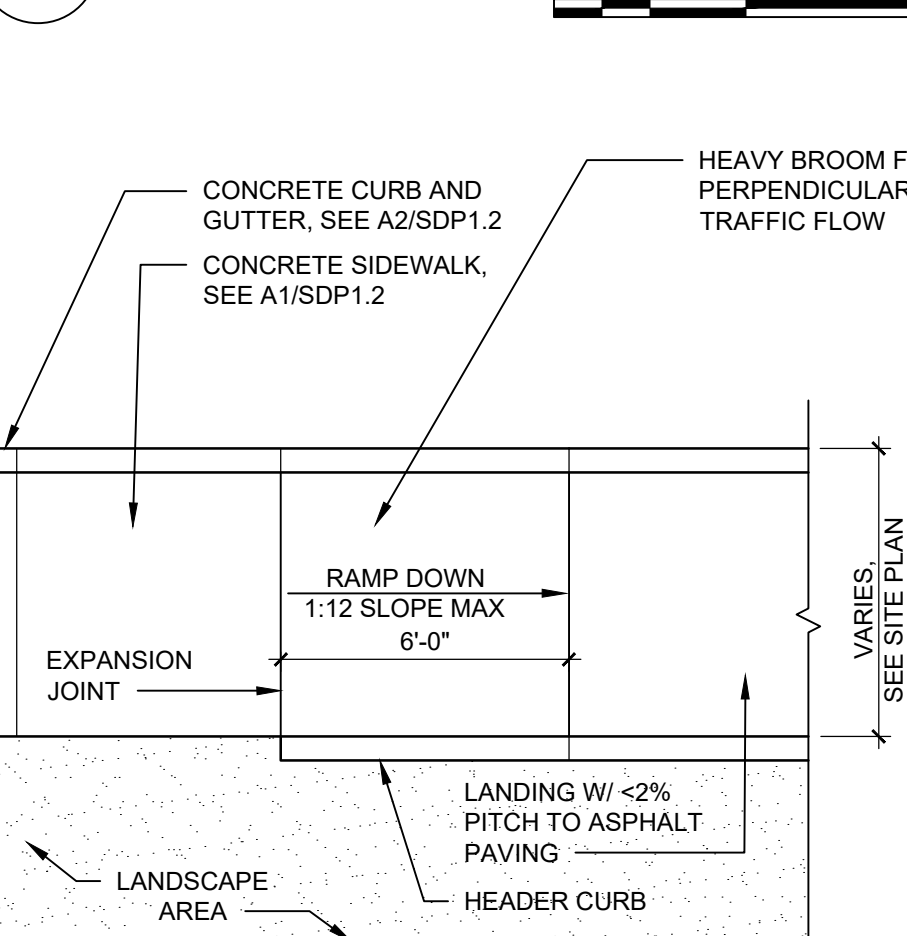 CONCRETE CURB AND
GUTTER, SEE A2/SDP1.2
CONCRETE SIDEWALK,
SEE A1/SDP1.2
HEAVY BROOM F
PERPENDICULAR
TRAFFIC FLOW
RAMP DOWN
1:12 SLOPE MAX
6'-0"
EXPANSION
JOINT
VARIES,
SEE SITE PLAN
LANDING W/ <2%
PITCH TO ASPHALT
PAVING
HEADER CURB
LANDSCAPE
AREA